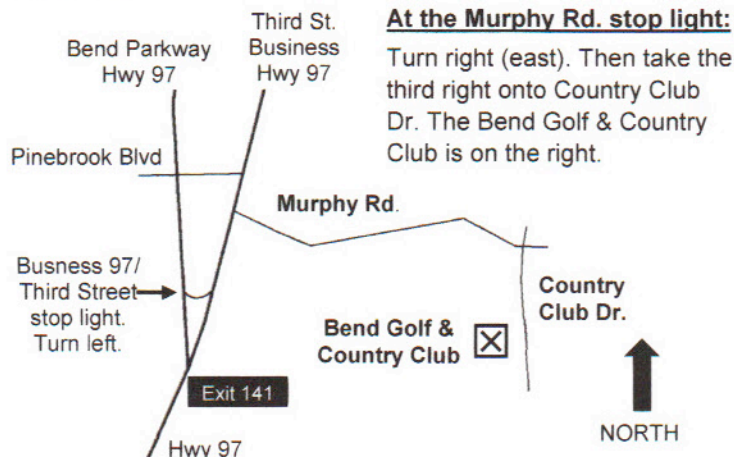 Third St.
Business
Hwy 97
Bend Parkway
Hwy 97
At the Murphy Rd. stop light:
Turn right (east). Then take the
third right onto Country Club
Dr. The Bend Golf & Country
Club is on the right.
Pinebrook Blvd
Murphy Rd.
Busness 97/
Third Street
stop light.
Turn left.
Country
Club Dr.
Bend Golf &
Country Club
Exit 141
NORTH
Hwy 97